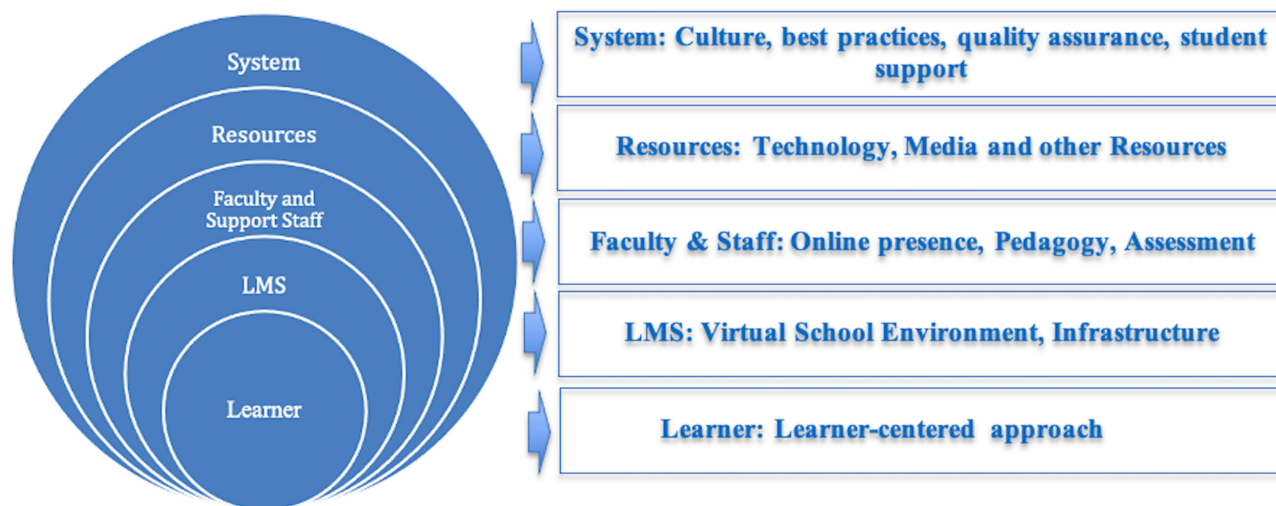 System
Resources
Faculty and
Support Staff
LMS
Learner
System: Culture, best practices, quality assurance, student
support
Resources: Technology, Media and other Resources
Faculty & Staff: Online presence, Pedagogy, Assessment
LMS: Virtual School Environment, Infrastructure
Learner: Learner-centered approach